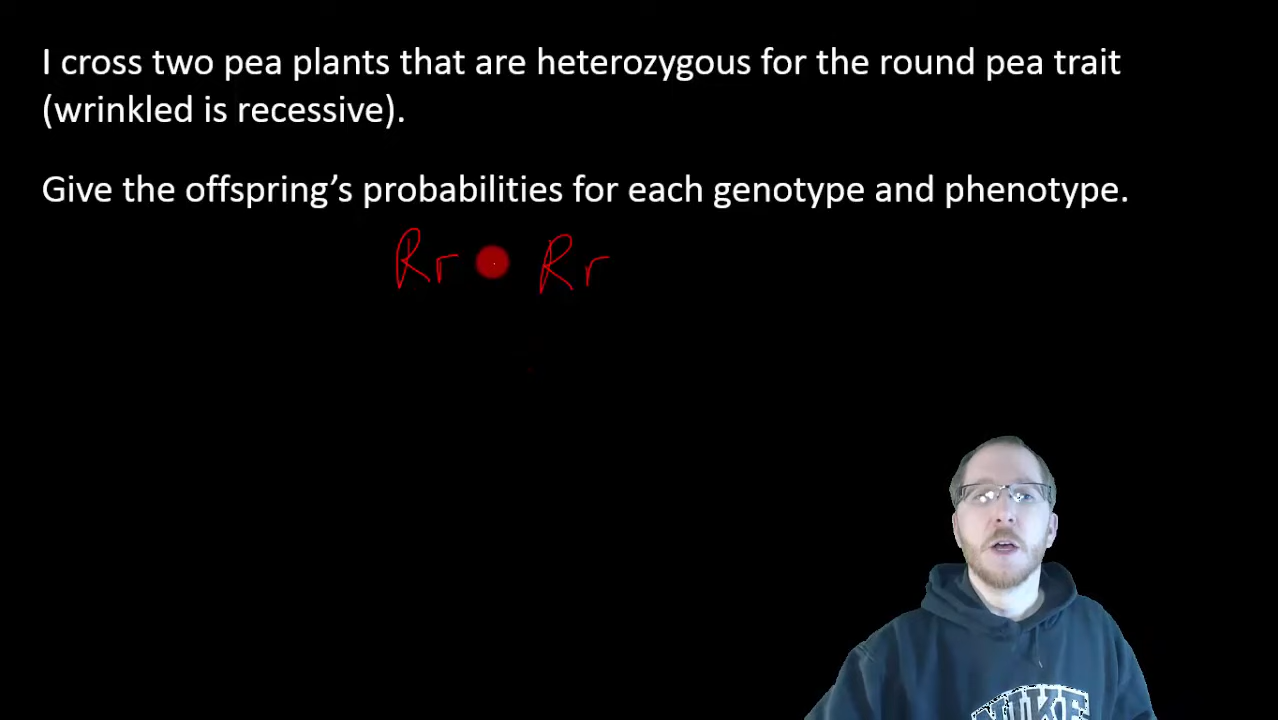 I cross two pea plants that are heterozygous for the round pea trait
(wrinkled is recessive).
Give the offspring’s probabilities for each genotype and phenotype.
Rr Rr
NIKE